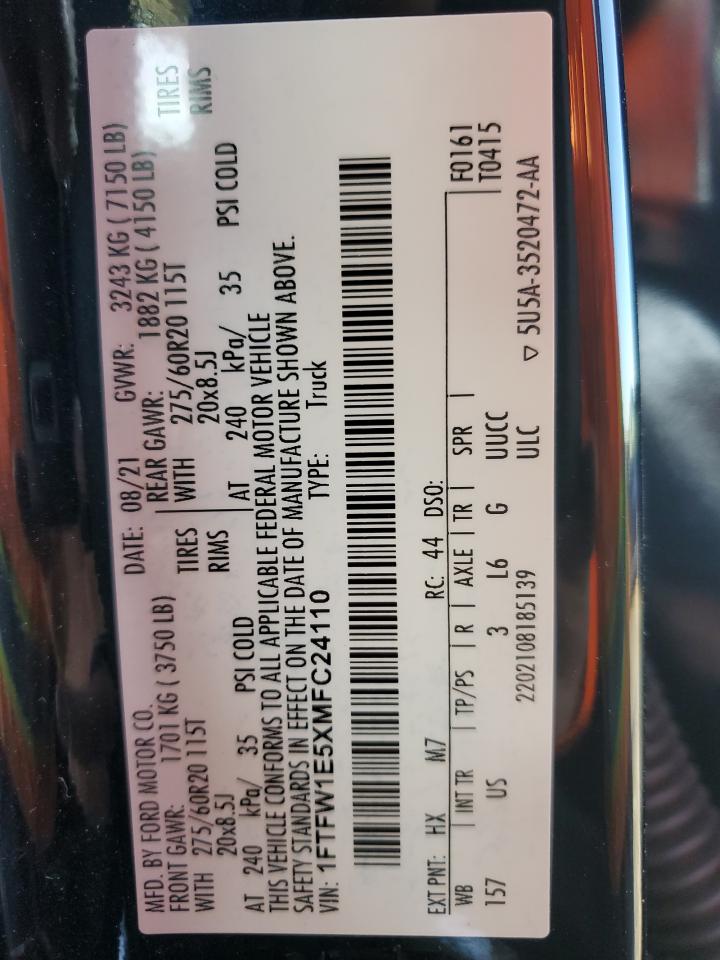 MFD. BY FORD MOTOR CO. DATE: 08/21 GVWR: 3243 KG ( 7150 LB)
FRONT GAWR: 1701 KG ( 3750 LB) REAR GAWR: 1882 KG ( 4150 LB)
WITH 275/60R20 115T TIRES WITH 275/60R20 115T TIRES
20x8.5J RIMS 20x8.5J RIMS
AT 240 kPa/ 35 PSI COLD AT 240 kPa/ 35 PSI COLD
THIS VEHICLE CONFORMS TO ALL APPLICABLE FEDERAL MOTOR VEHICLE
SAFETY STANDARDS IN EFFECT ON THE DATE OF MANUFACTURE SHOWN ABOVE.
VIN: 1FTFW1E5XMFC24110 TYPE: Truck
EXT PNT: HX M7 RC: 44 DSO: F0161
WB INT TR TP/PS R AXLE TR SPR T0415
157 US 3 L6 G UUCC
2202108185139 ULC ▽ 5U5A-3520472-AA